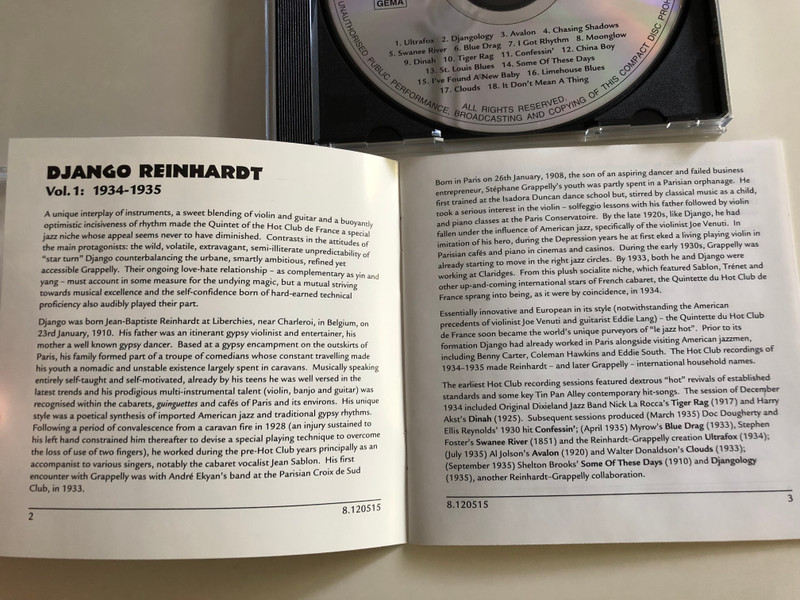 GEMA
UNAUTHORISED PUBLIC PERFORMANCE, BROADCASTING AND COPYING OF THIS COMPACT DISC PROH
1. Ultrafox 2. Djangology 3. Avalon 4. Chasing Shadows
5. Swanee River 6. Blue Drag 7. I Got Rhythm 8. Moonglow
9. Dinah 10. Tiger Rag 11. Confessin' 12. China Boy
13. St. Louis Blues 14. Some Of These Days
15. I've Found A New Baby 16. Limehouse Blues
17. Clouds 18. It Don't Mean A Thing
ALL RIGHTS RESERVED
DJANGO REINHARDT
Vol. 1: 1934-1935
A unique interplay of instruments, a sweet blending of violin and guitar and a buoyantly
optimistic incisiveness of rhythm made the Quintet of the Hot Club de France a special
jazz niche whose appeal seems never to have diminished. Contrasts in the attitudes of
the main protagonists: the wild, volatile, extravagant, semi-illiterate unpredictability of
"star turn" Django counterbalancing the urbane, smartly ambitious, refined yet
accessible Grappelly. Their ongoing love-hate relationship – as complementary as yin and
yang – must account in some measure for the undying magic, but a mutual striving
towards musical excellence and the self-confidence born of hard-earned technical
proficiency also audibly played their part.
Django was born Jean-Baptiste Reinhardt at Liberchies, near Charleroi, in Belgium, on
23rd January, 1910. His father was an itinerant gypsy violinist and entertainer, his
mother a well known gypsy dancer. Based at a gypsy encampment on the outskirts of
Paris, his family formed part of a troupe of comedians whose constant travelling made
his youth a nomadic and unstable existence largely spent in caravans. Musically speaking
entirely self-taught and self-motivated, already by his teens he was well versed in the
latest trends and his prodigious multi-instrumental talent (violin, banjo and guitar) was
recognised within the cabarets, guinguettes and cafés of Paris and its environs. His unique
style was a poetical synthesis of imported American jazz and traditional gypsy rhythms.
Following a period of convalescence from a caravan fire in 1928 (an injury sustained to
his left hand constrained him thereafter to devise a special playing technique to overcome
the loss of use of two fingers), he worked during the pre-Hot Club years principally as an
accompanist to various singers, notably the cabaret vocalist Jean Sablon. His first
encounter with Grappelly was with André Ekyan's band at the Parisian Croix de Sud
Club, in 1933.
2
8.120515
Born in Paris on 26th January, 1908, the son of an aspiring dancer and failed business
entrepreneur, Stéphane Grappelly's youth was partly spent in a Parisian orphanage. He
first trained at the Isadora Duncan dance school but, stirred by classical music as a child,
took a serious interest in the violin – solfeggio lessons with his father followed by violin
and piano classes at the Paris Conservatoire. By the late 1920s, like Django, he had
fallen under the influence of American jazz, specifically of the violinist Joe Venuti. In
imitation of his hero, during the Depression years he at first eked a living playing violin in
Parisian cafés and piano in cinemas and casinos. During the early 1930s, Grappelly was
already starting to move in the right jazz circles. By 1933, both he and Django were
working at Claridges. From this plush socialite niche, which featured Sablon, Trénet and
other up-and-coming international stars of French cabaret, the Quintette du Hot Club de
France sprang into being, as it were by coincidence, in 1934.
Essentially innovative and European in its style (notwithstanding the American
precedents of violinist Joe Venuti and guitarist Eddie Lang) – the Quintette du Hot Club
de France soon became the world's unique purveyors of "le jazz hot". Prior to its
formation Django had already worked in Paris alongside visiting American jazzmen,
including Benny Carter, Coleman Hawkins and Eddie South. The Hot Club recordings of
1934-1935 made Reinhardt – and later Grappelly – international household names.
The earliest Hot Club recording sessions featured dextrous "hot" revivals of established
standards and some key Tin Pan Alley contemporary hit-songs. The session of December
1934 included Original Dixieland Jazz Band Nick La Rocca's Tiger Rag (1917) and Harry
Akst's Dinah (1925). Subsequent sessions produced (March 1935) Doc Dougherty and
Ellis Reynolds' 1930 hit Confessin'; (April 1935) Myrow's Blue Drag (1933), Stephen
Foster's Swanee River (1851) and the Reinhardt-Grappelly creation Ultrafox (1934);
(July 1935) Al Jolson's Avalon (1920) and Walter Donaldson's Clouds (1933);
(September 1935) Shelton Brooks' Some Of These Days (1910) and Djangology
(1935), another Reinhardt-Grappelly collaboration.
8.120515
3